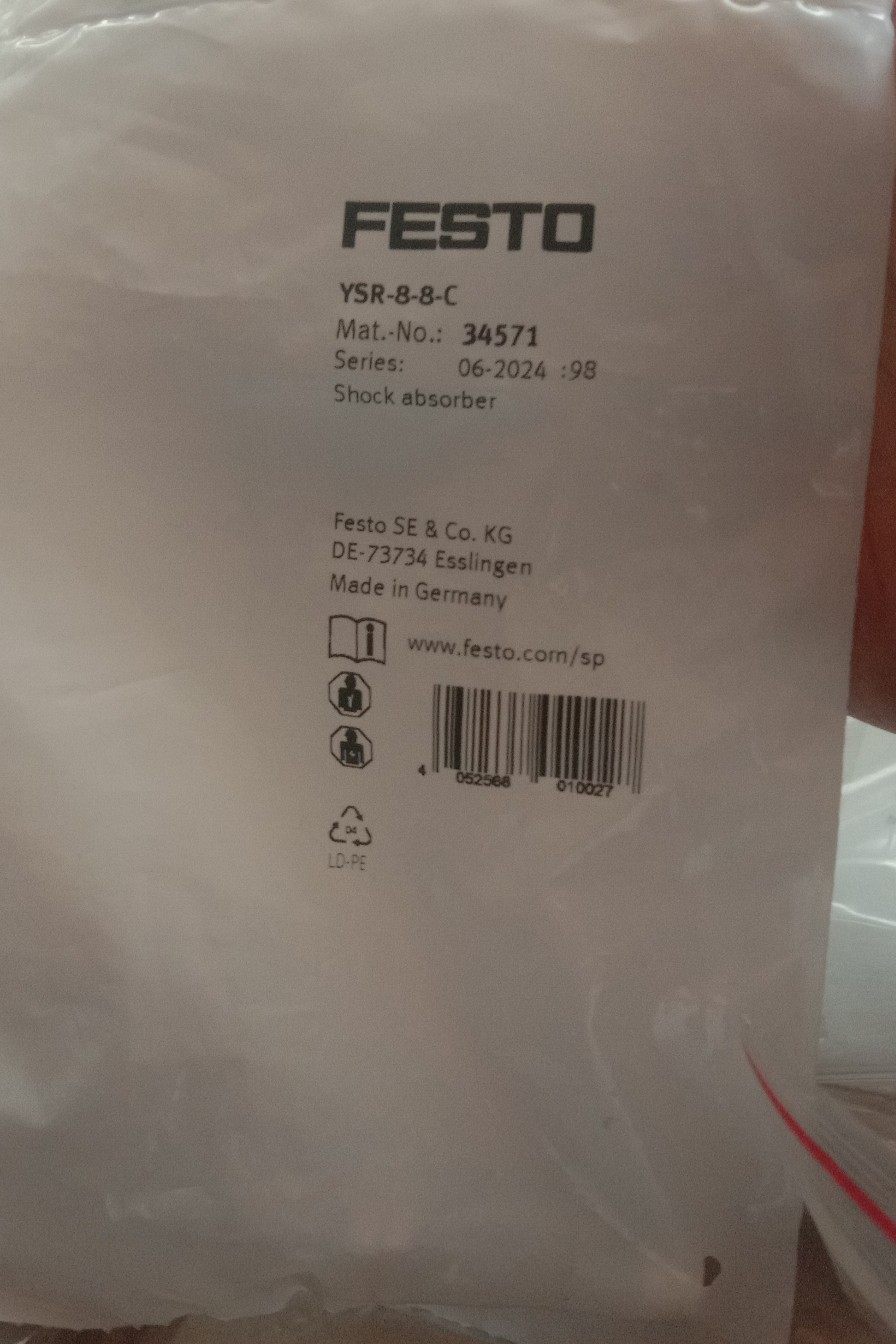 FESTO
YSR-8-8-C
Mat.-No.: 34571
Series: 06-2024 :98
Shock absorber
Festo SE & Co. KG
DE-73734 Esslingen
Made in Germany
www.festo.com/sp
4 052568 010027
04
LD-PE